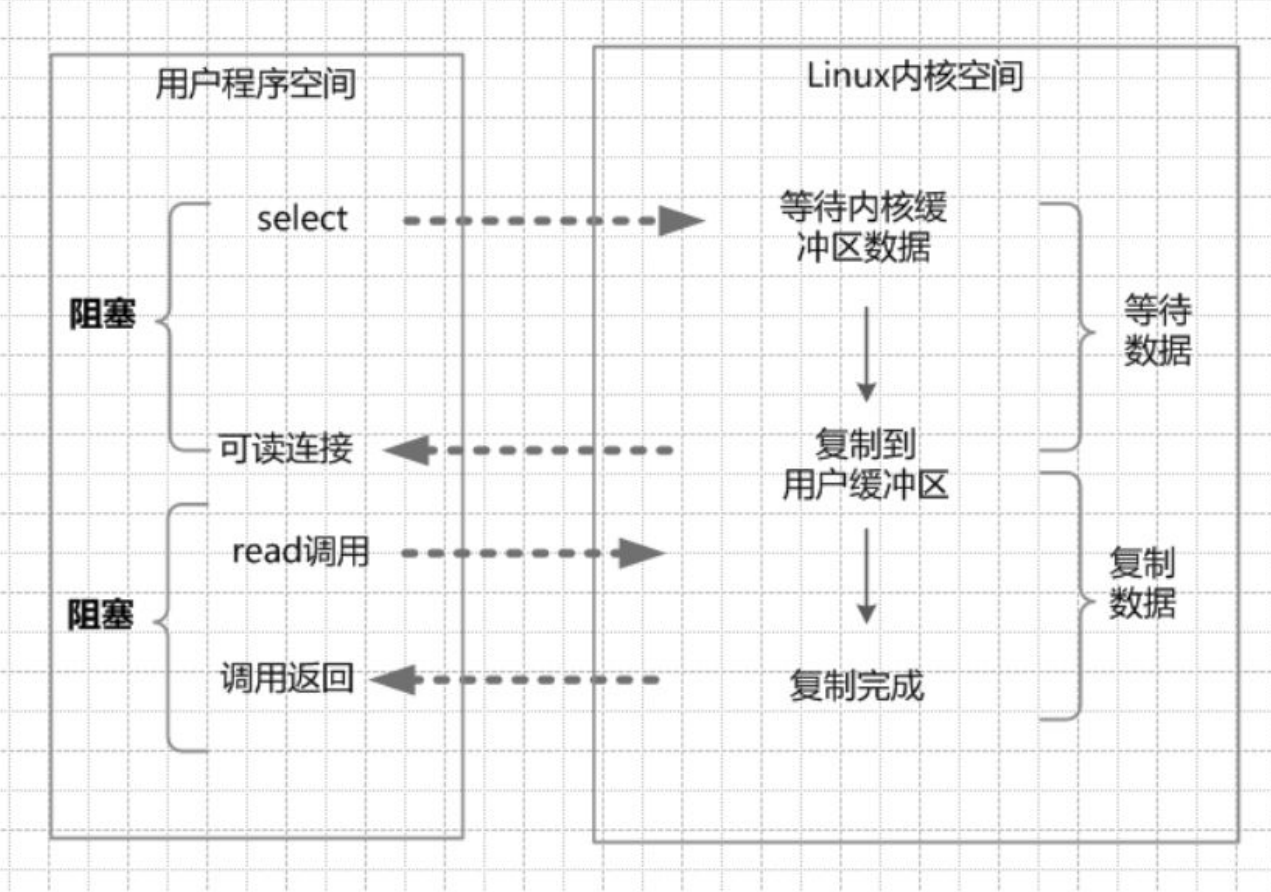 用户程序空间
Linux内核空间
select
等待内核缓
冲区数据
阻塞
等待
数据
可读连接
复制到
用户缓冲区
read调用
复制
数据
阻塞
调用返回
复制完成